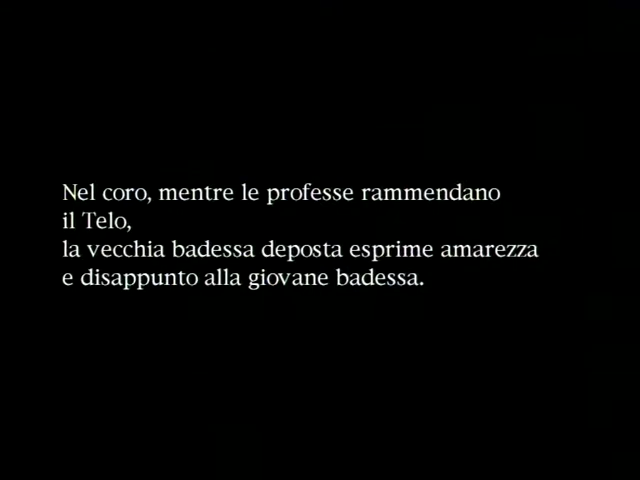 Nel coro, mentre le professe rammendano
il Telo,
la vecchia badessa deposta esprime amarezza
e disappunto alla giovane badessa.